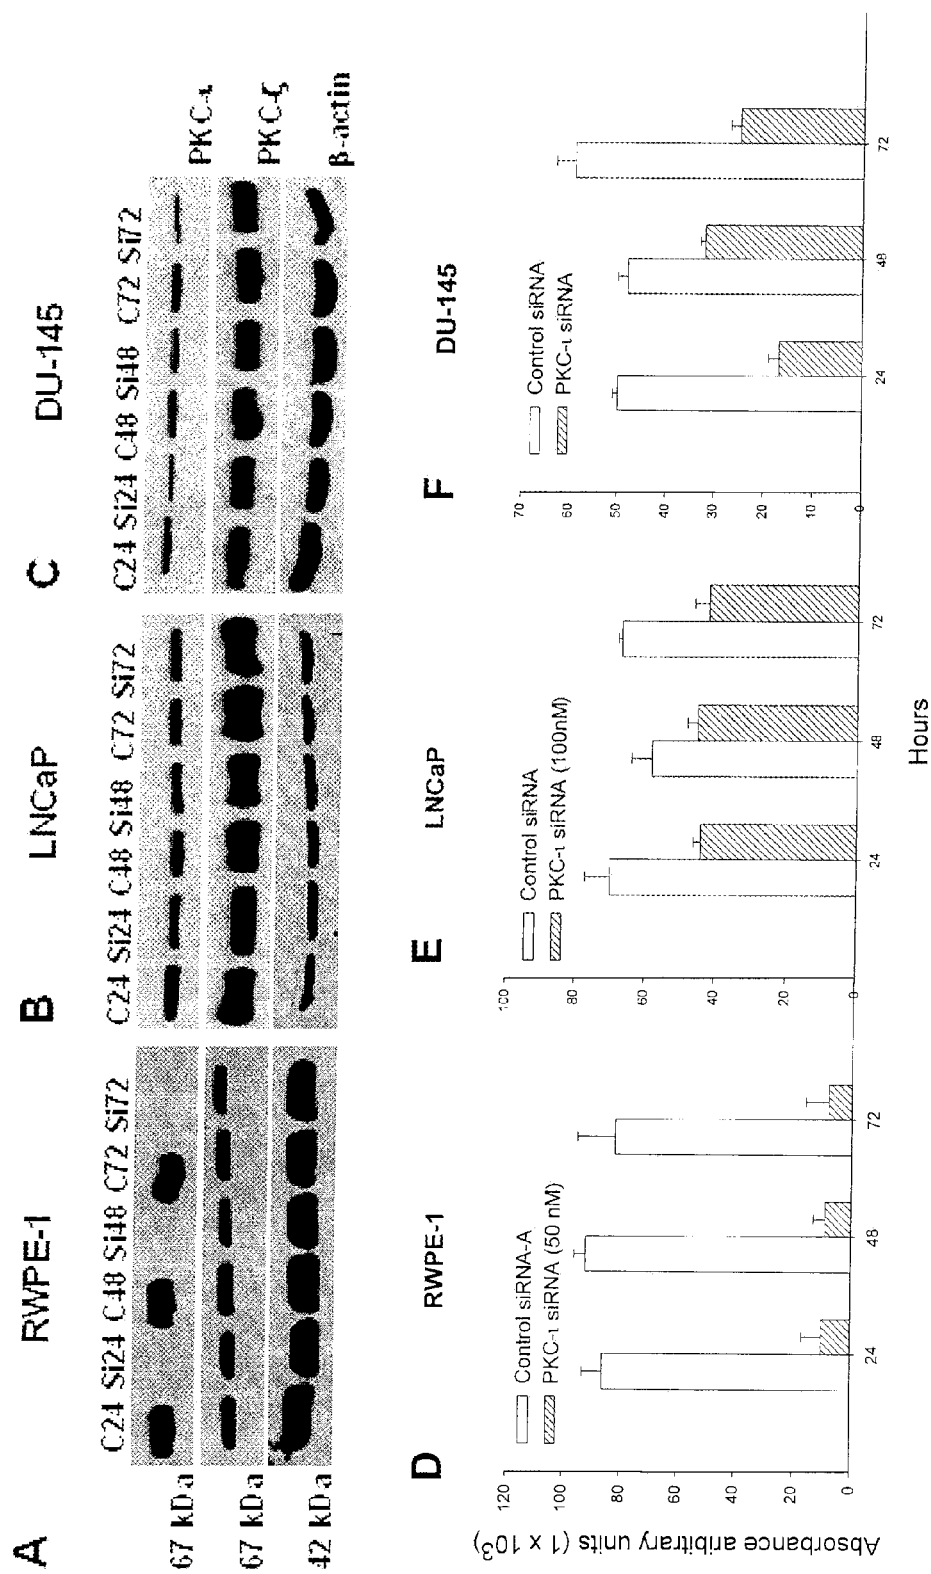 A RWPE-1
C24 Si24 C48 Si48 C72 Si72
67 kDa
67 kDa
42 kDa
B LNCaP
C24 Si24 C48 Si48 C72 Si72
C DU-145
C24 Si24 C48 Si48 C72 Si72
PKC-ι
PKC-ζ
β-actin
D RWPE-1
Control siRNA-A
PKC-ι siRNA (50 nM)
Absorbance aribitrary units (1 x 10³)
120
100
80
60
40
20
0
24 48 72
E LNCaP
Control siRNA
PKC-ι siRNA (100nM)
100
80
60
40
20
0
24 48 72
Hours
F DU-145
Control siRNA
PKC-ι siRNA
70
60
50
40
30
20
10
0
24 48 72